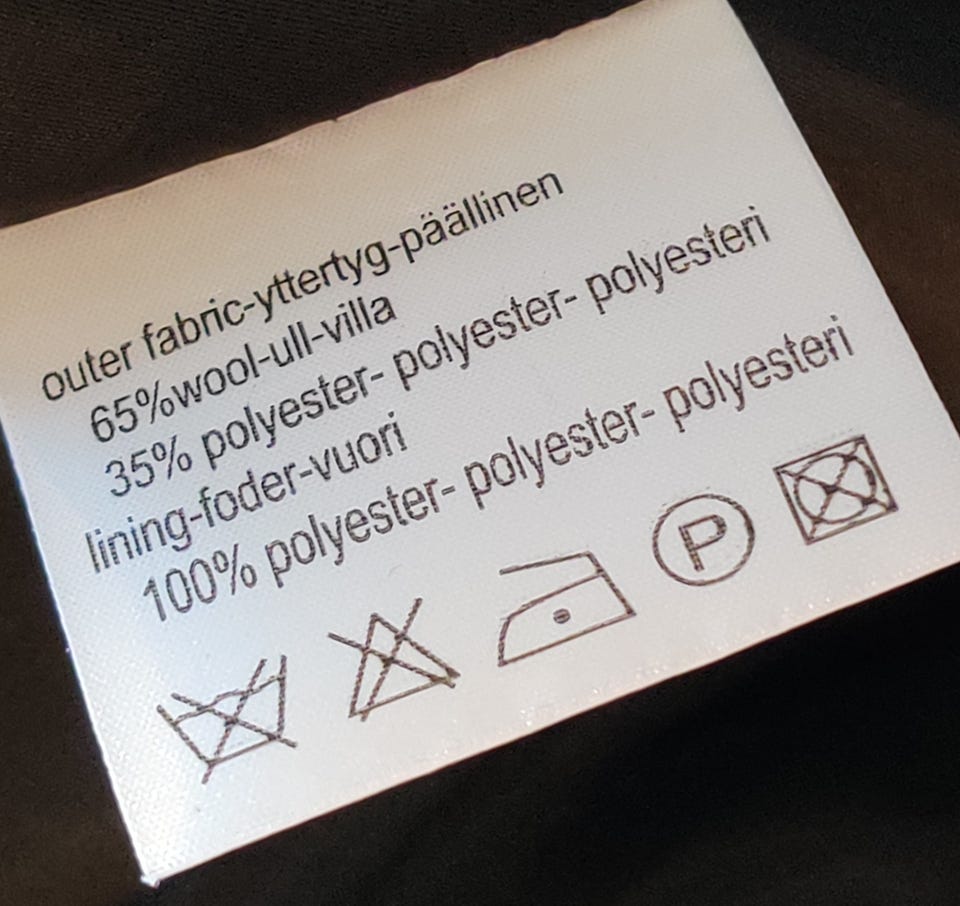 outer fabric-yttertyg-päällinen
65%wool-ull-villa
35% polyester- polyester- polyesteri
lining-foder-vuori
100% polyester- polyester- polyesteri
P